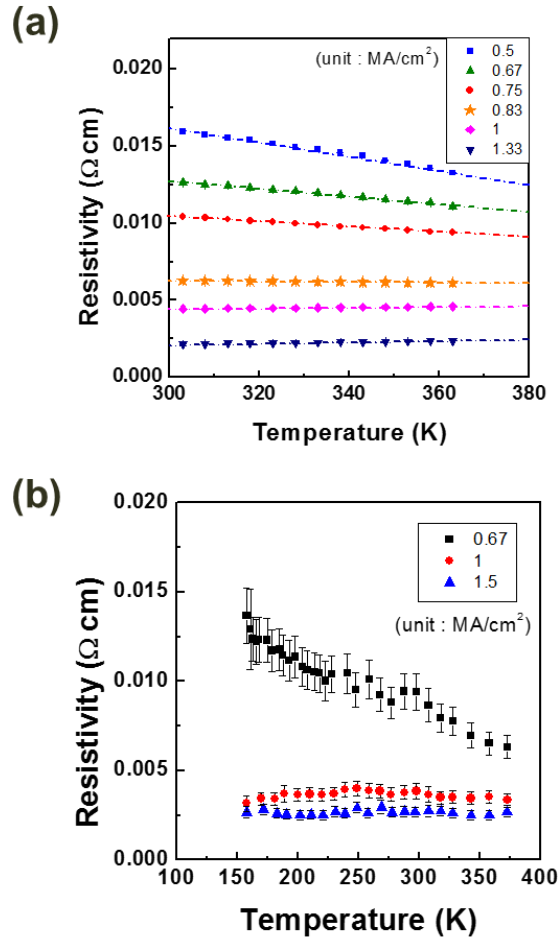 (a)
(unit : MA/cm²)
0.5
0.67
0.75
0.83
1
1.33
Resistivity (Ω cm)
0.020
0.015
0.010
0.005
0.000
300 320 340 360 380
Temperature (K)
(b)
0.67
1
1.5
(unit : MA/cm²)
Resistivity (Ω cm)
0.020
0.015
0.010
0.005
0.000
100 150 200 250 300 350 400
Temperature (K)